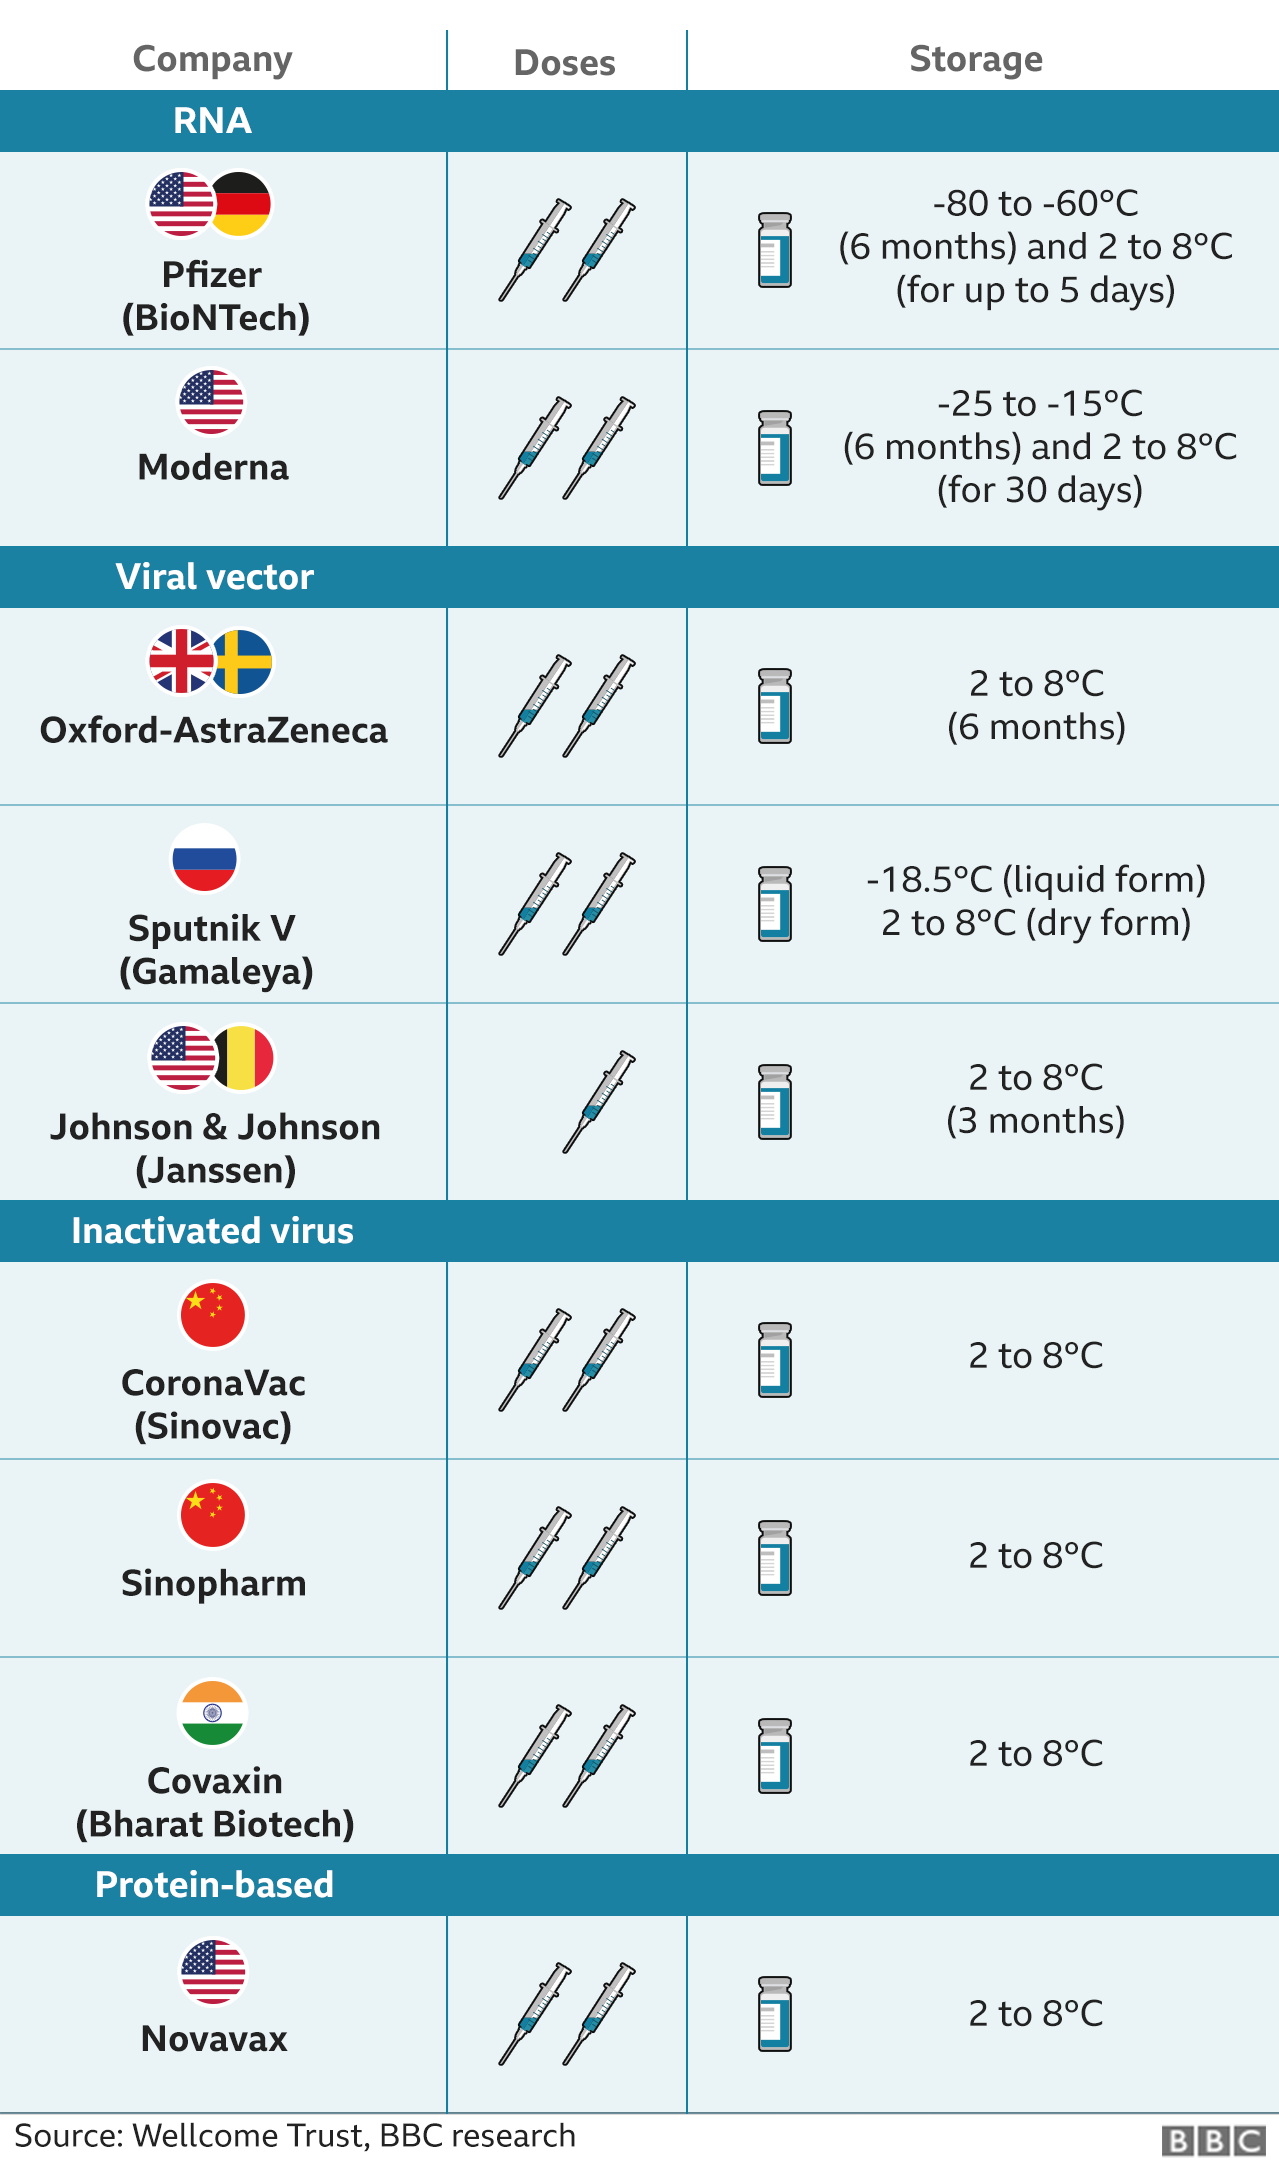 Company
Doses
Storage
RNA
Pfizer
(BioNTech)
-80 to -60°C
(6 months) and 2 to 8°C
(for up to 5 days)
Moderna
-25 to -15°C
(6 months) and 2 to 8°C
(for 30 days)
Viral vector
Oxford-AstraZeneca
2 to 8°C
(6 months)
Sputnik V
(Gamaleya)
-18.5°C (liquid form)
2 to 8°C (dry form)
Johnson & Johnson
(Janssen)
2 to 8°C
(3 months)
Inactivated virus
CoronaVac
(Sinovac)
2 to 8°C
Sinopharm
2 to 8°C
Covaxin
(Bharat Biotech)
2 to 8°C
Protein-based
Novavax
2 to 8°C
Source: Wellcome Trust, BBC research
BBC